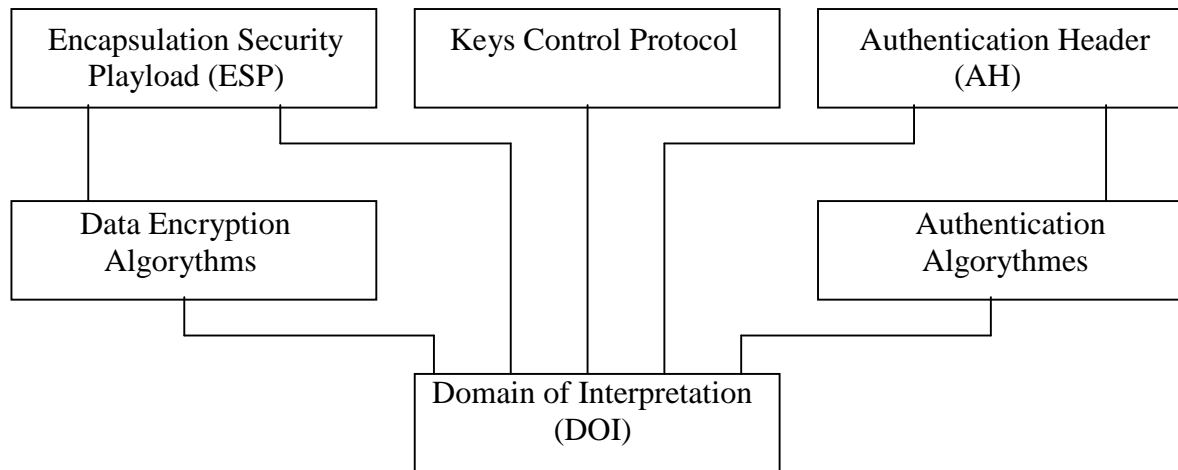 Encapsulation Security
Playload (ESP)
Keys Control Protocol
Authentication Header
(AH)
Data Encryption
Algorythms
Authentication
Algorythmes
Domain of Interpretation
(DOI)